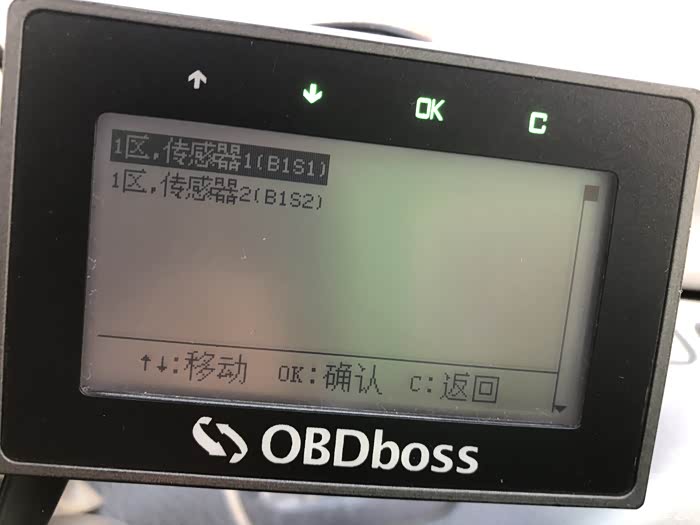 ↑ ↓ OK C
1区,传感器1(B1S1)
1区,传感器2(B1S2)
↑↓:移动 OK:确认 C:返回
OBDboss